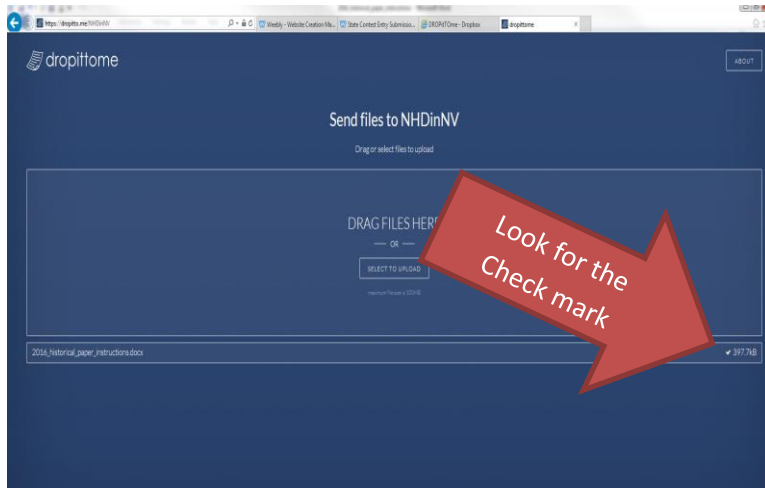 https://dropitto.me/NHDinNV
Weebly - Website Creation Ma...
State Contest Entry Submissio...
DROPitTOme - Dropbox
dropittome
dropittome
ABOUT
Send files to NHDinNV
Drag or select files to upload
DRAG FILES HERE
OR
SELECT TO UPLOAD
Look for the
Check mark
2016_historical_paper_instructions.docx
✔ 397.7kB